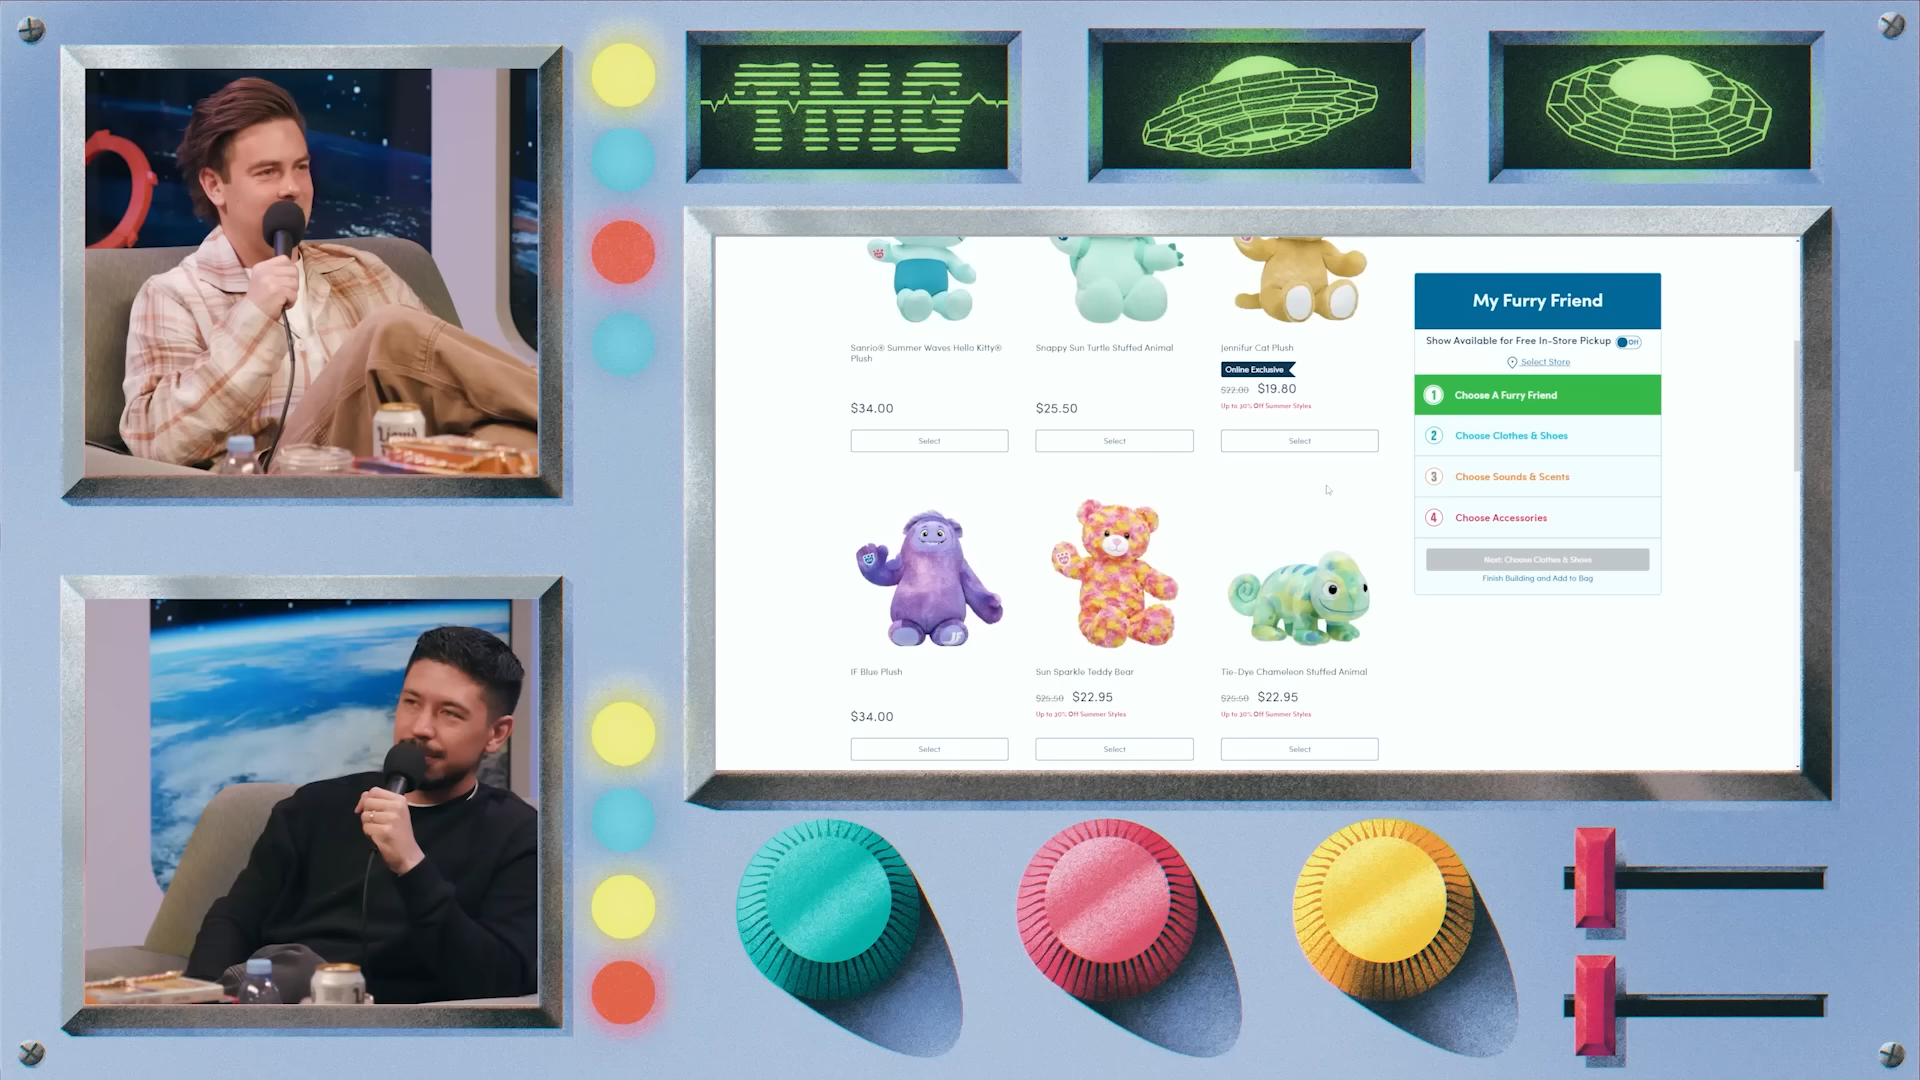 TMG
Sanrio® Summer Waves Hello Kitty®
Plush
$34.00
Select
Snappy Sun Turtle Stuffed Animal
$25.50
Select
Jennifur Cat Plush
Online Exclusive
$22.00 $19.80
Up to 30% Off Summer Styles
Select
IF Blue Plush
$34.00
Select
Sun Sparkle Teddy Bear
$25.50 $22.95
Up to 30% Off Summer Styles
Select
Tie-Dye Chameleon Stuffed Animal
$25.50 $22.95
Up to 30% Off Summer Styles
Select
My Furry Friend
Show Available for Free In-Store Pickup Off
Select Store
1 Choose A Furry Friend
2 Choose Clothes & Shoes
3 Choose Sounds & Scents
4 Choose Accessories
Next: Choose Clothes & Shoes
Finish Building and Add to Bag
Liquid
JF